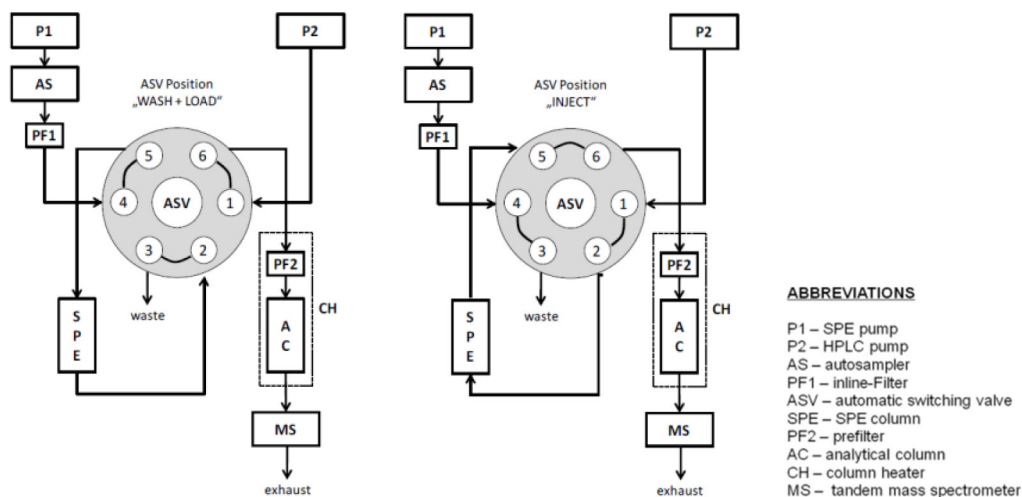 P1
P2
AS
ASV Position
„WASH + LOAD“
PF1
5
6
4
ASV
1
3
2
PF2
waste
S
P
E
A
C
CH
MS
exhaust
P1
P2
AS
ASV Position
„INJECT“
PF1
5
6
4
ASV
1
3
2
PF2
waste
S
P
E
A
C
CH
MS
exhaust
ABBREVIATIONS
P1 – SPE pump
P2 – HPLC pump
AS – autosampler
PF1 – inline-Filter
ASV – automatic switching valve
SPE – SPE column
PF2 – prefilter
AC – analytical column
CH – column heater
MS – tandem mass spectrometer